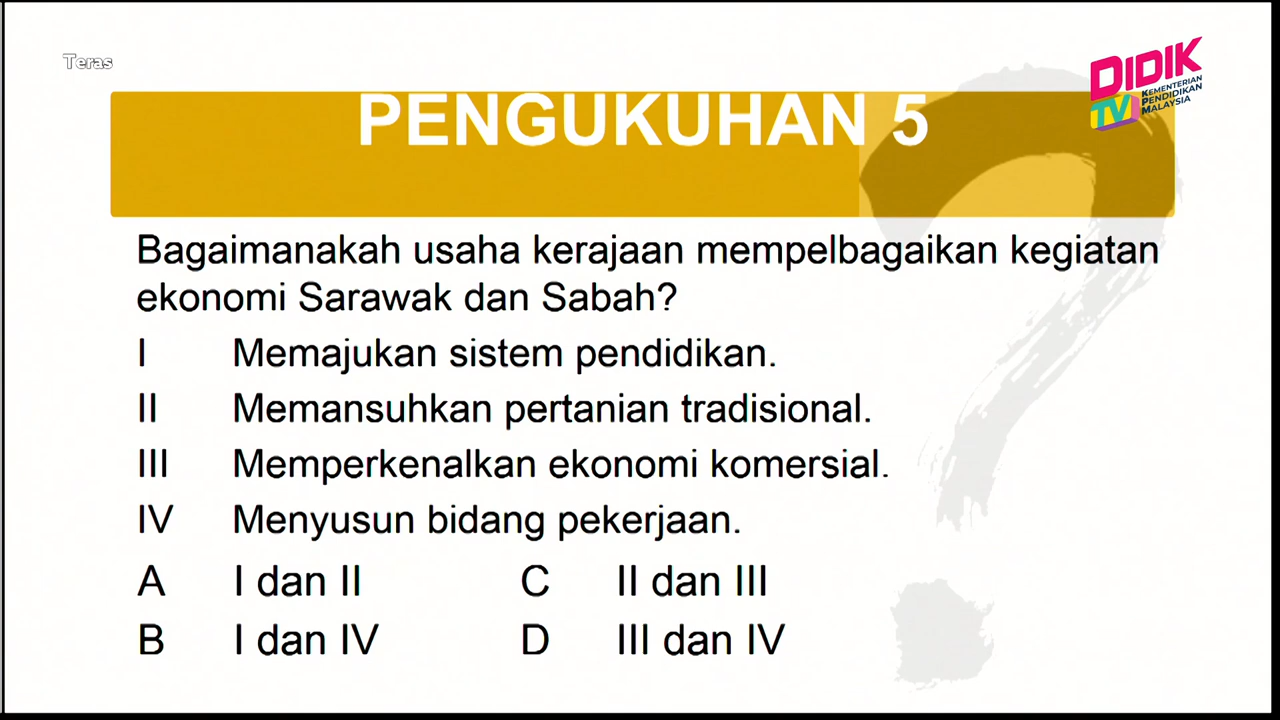 Teras
DIDIK
TV
KEMENTERIAN
PENDIDIKAN
MALAYSIA
PENGUKUHAN 5
Bagaimanakah usaha kerajaan mempelbagaikan kegiatan
ekonomi Sarawak dan Sabah?
I Memajukan sistem pendidikan.
II Memansuhkan pertanian tradisional.
III Memperkenalkan ekonomi komersial.
IV Menyusun bidang pekerjaan.
A I dan II C II dan III
B I dan IV D III dan IV